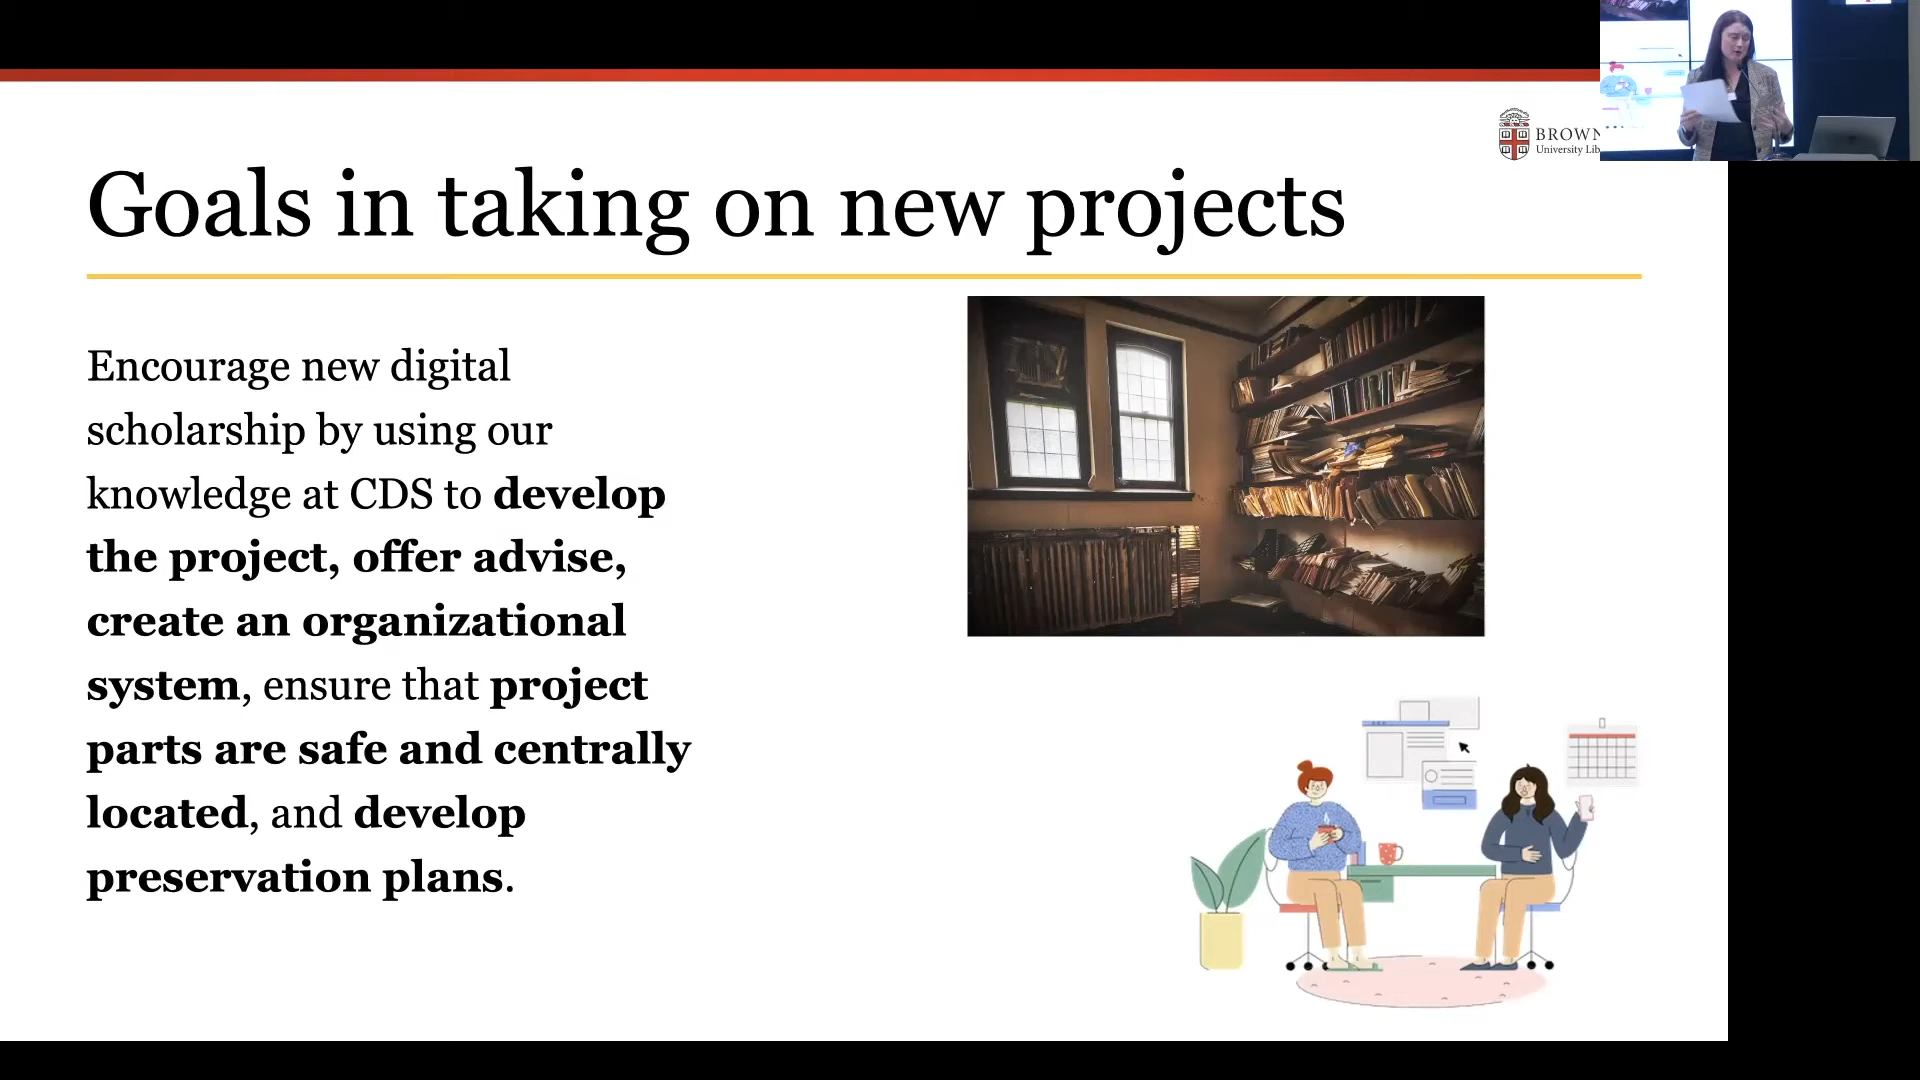 BROWN
University Lib
Goals in taking on new projects
Encourage new digital
scholarship by using our
knowledge at CDS to develop
the project, offer advise,
create an organizational
system, ensure that project
parts are safe and centrally
located, and develop
preservation plans.